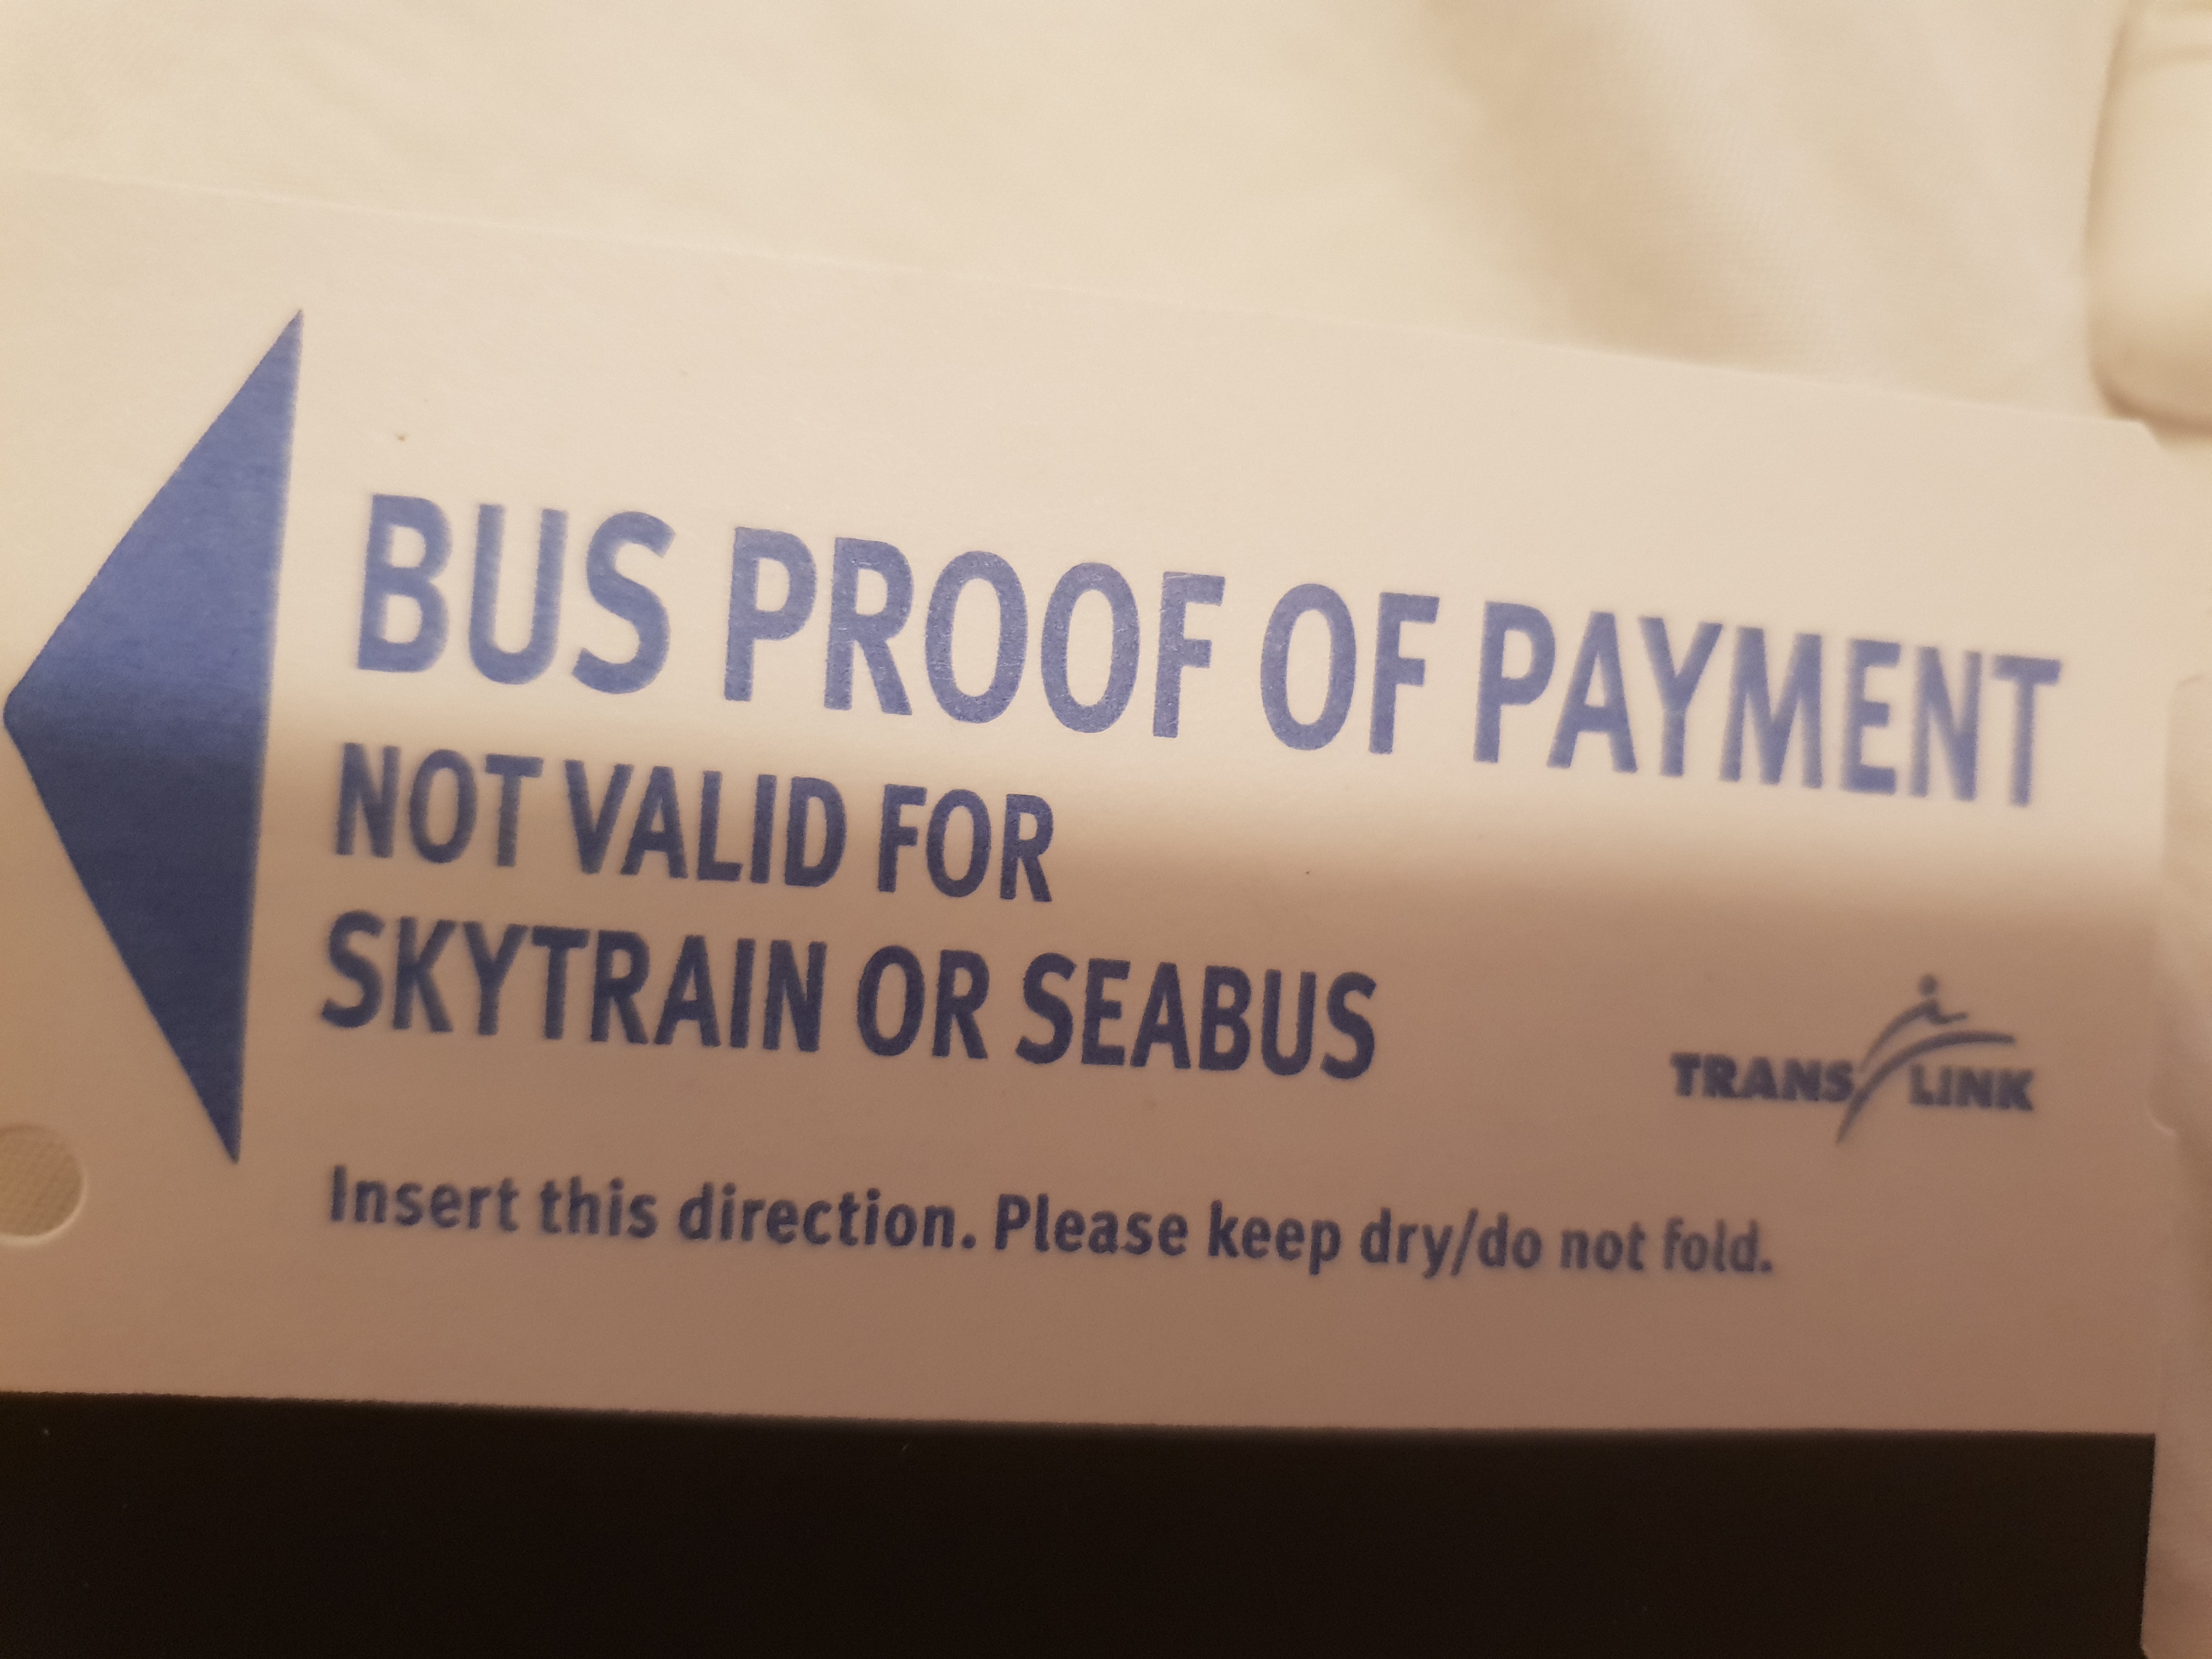 BUS PROOF OF PAYMENT
NOT VALID FOR
SKYTRAIN OR SEABUS
TRANS LINK
Insert this direction. Please keep dry/do not fold.